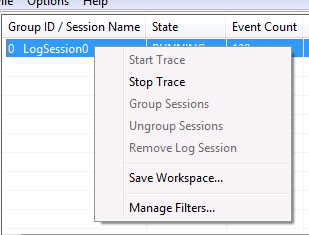 Options Help
Group ID / Session Name State Event Count
0 LogSession0
Start Trace
Stop Trace
Group Sessions
Ungroup Sessions
Remove Log Session
Save Workspace...
Manage Filters...